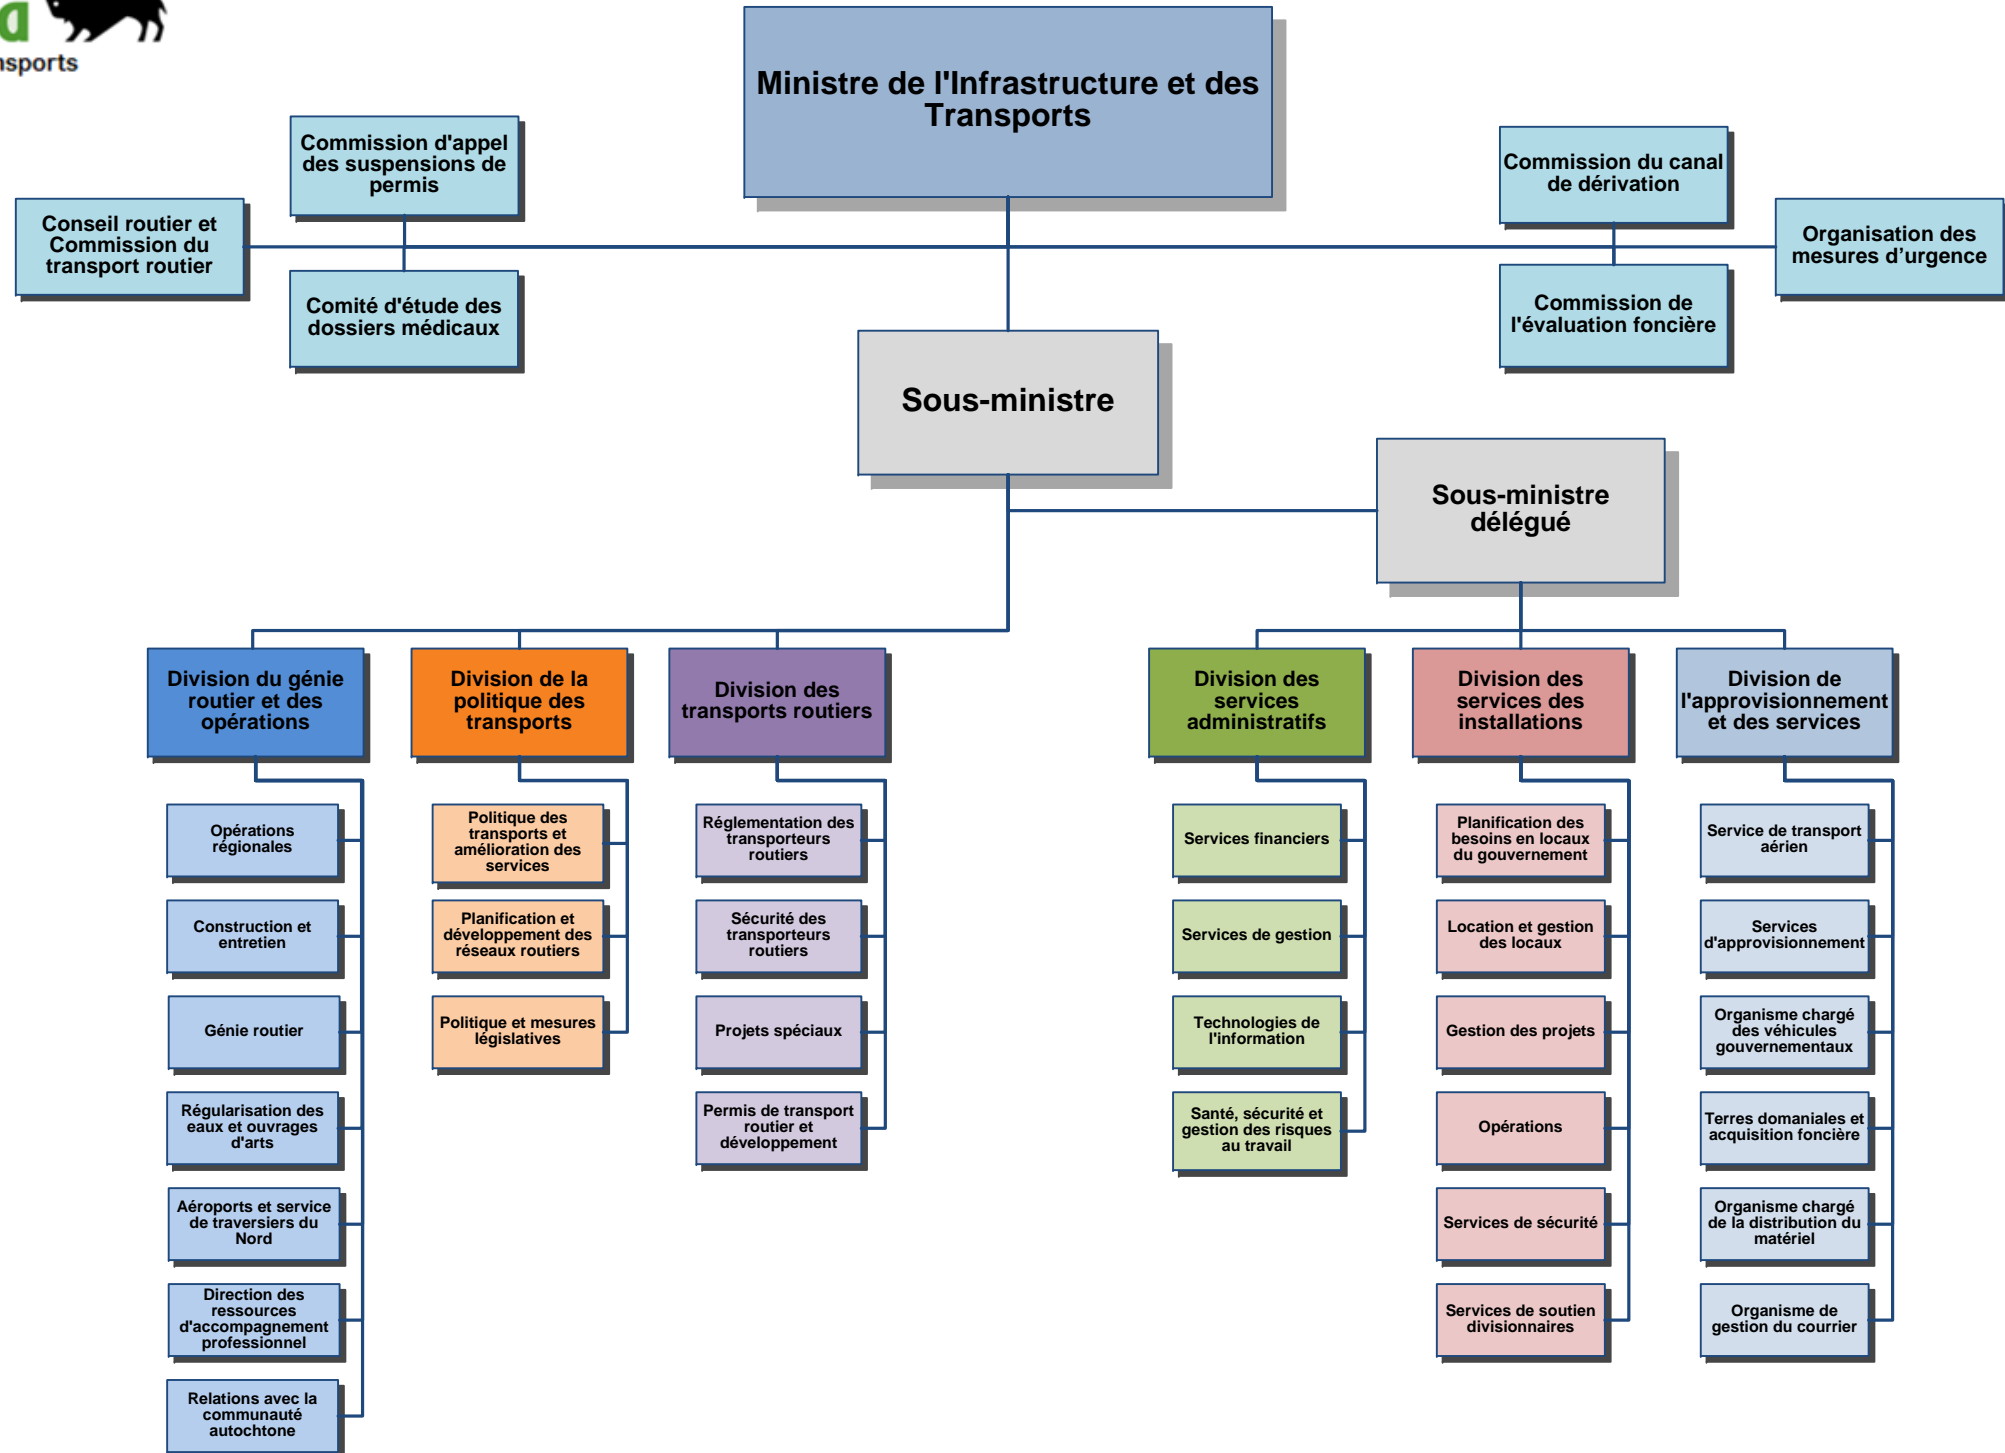 Ministre de l'Infrastructure et des
Transports
Commission d'appel
des suspensions de
permis
Conseil routier et
Commission du
transport routier
Comité d'étude des
dossiers médicaux
Commission du canal
de dérivation
Organisation des
mesures d’urgence
Commission de
l'évaluation foncière
Sous-ministre
Sous-ministre
délégué
Division du génie
routier et des
opérations
Opérations
régionales
Construction et
entretien
Génie routier
Régularisation des
eaux et ouvrages
d'arts
Aéroports et service
de traversiers du
Nord
Direction des
ressources
d'accompagnement
professionnel
Relations avec la
communauté
autochtone
Division de la
politique des
transports
Politique des
transports et
amélioration des
services
Planification et
développement des
réseaux routiers
Politique et mesures
législatives
Division des
transports routiers
Réglementation des
transporteurs
routiers
Sécurité des
transporteurs
routiers
Projets spéciaux
Permis de transport
routier et
développement
Division des
services
administratifs
Services financiers
Services de gestion
Technologies de
l'information
Santé, sécurité et
gestion des risques
au travail
Division des
services des
installations
Planification des
besoins en locaux
du gouvernement
Location et gestion
des locaux
Gestion des projets
Opérations
Services de sécurité
Services de soutien
divisionnaires
Division de
l'approvisionnement
et des services
Service de transport
aérien
Services
d'approvisionnement
Organisme chargé
des véhicules
gouvernementaux
Terres domaniales et
acquisition foncière
Organisme chargé
de la distribution du
matériel
Organisme de
gestion du courrier